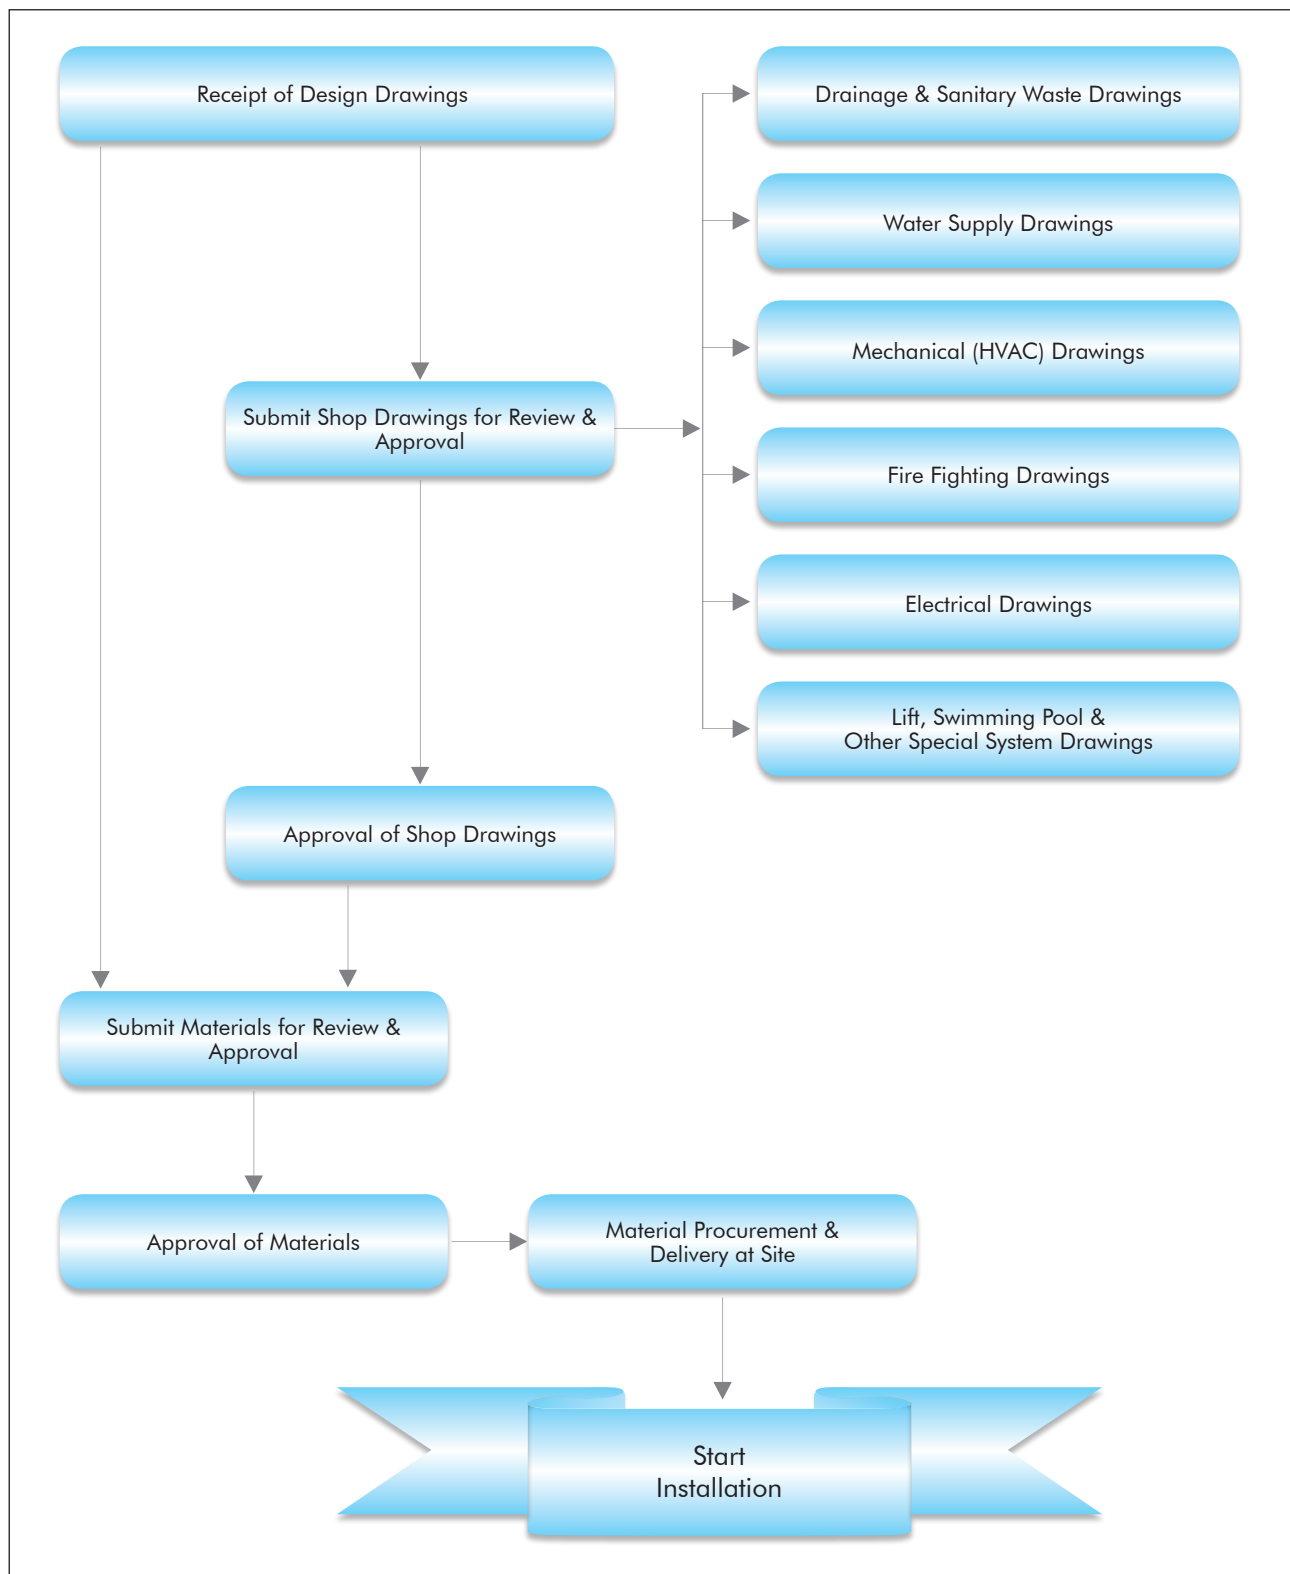 Receipt of Design Drawings
Drainage & Sanitary Waste Drawings
Water Supply Drawings
Mechanical (HVAC) Drawings
Submit Shop Drawings for Review &
Approval
Fire Fighting Drawings
Electrical Drawings
Lift, Swimming Pool &
Other Special System Drawings
Approval of Shop Drawings
Submit Materials for Review &
Approval
Approval of Materials
Material Procurement &
Delivery at Site
Start
Installation